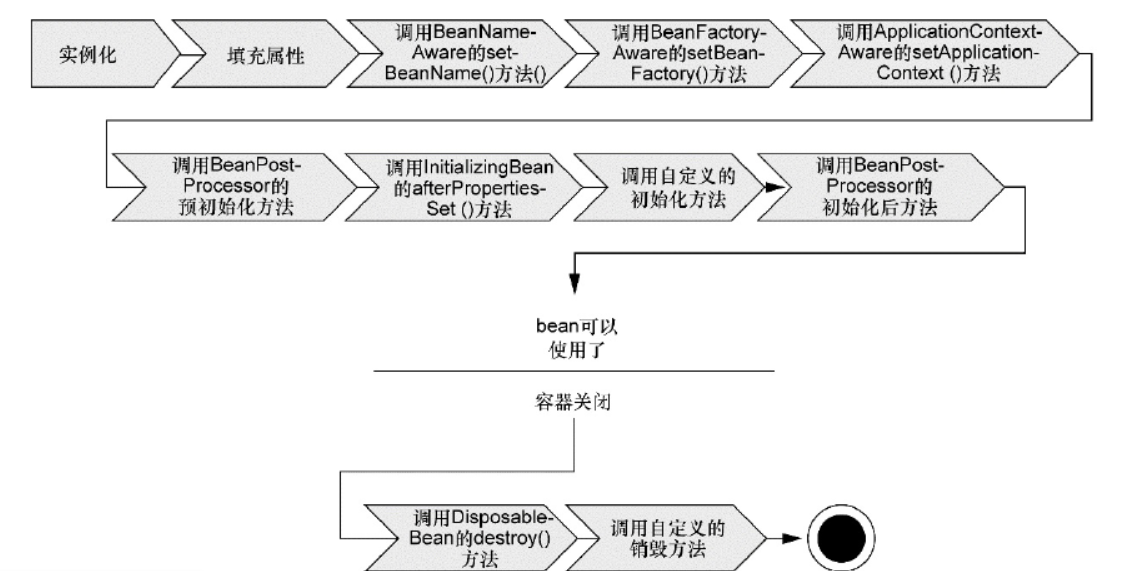 实例化
填充属性
调用BeanName-
Aware的set-
BeanName()方法()
调用BeanFactory-
Aware的setBean-
Factory()方法
调用ApplicationContext-
Aware的setApplication-
Context ()方法
调用BeanPost-
Processor的
预初始化方法
调用InitializingBean
的afterProperties-
Set ()方法
调用自定义的
初始化方法
调用BeanPost-
Processor的
初始化后方法
bean可以
使用了
容器关闭
调用Disposable-
Bean的destroy()
方法
调用自定义的
销毁方法